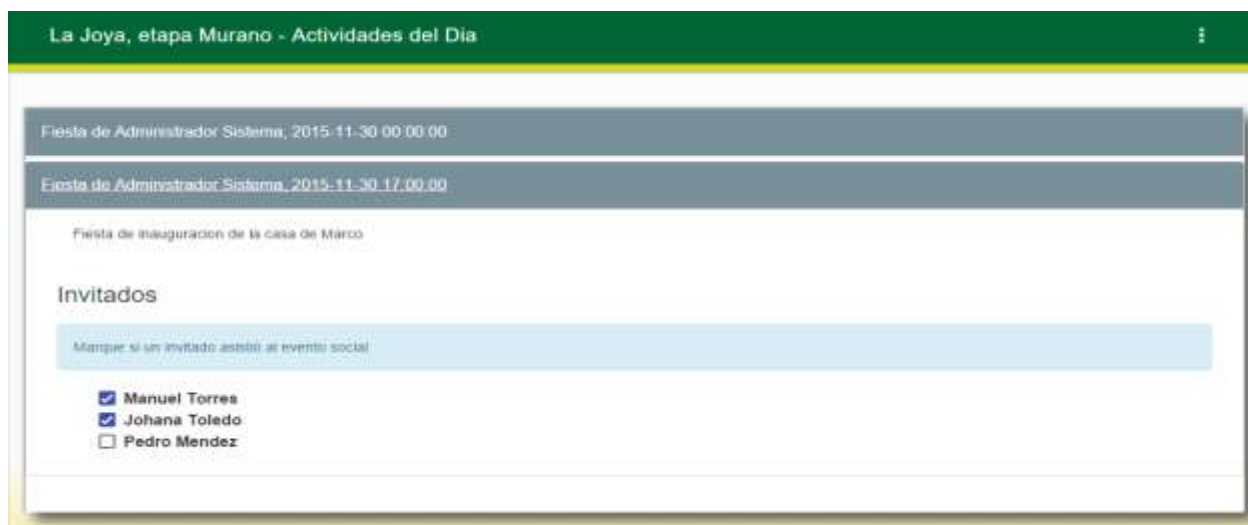 La Joya, etapa Murano - Actividades del Dia
Fiesta de Administrador Sistema, 2015-11-30 00:00:00
Fiesta de Administrador Sistema, 2015-11-30 17:00:00
Fiesta de inauguracion de la casa de Marco
Invitados
Marque si un invitado asistió al evento social
Manuel Torres
Johana Toledo
Pedro Mendez